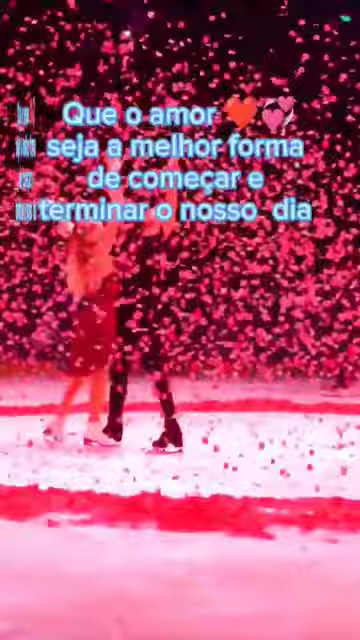 Que o amor 🧡💞
seja a melhor forma
de começar e
terminar o nosso dia